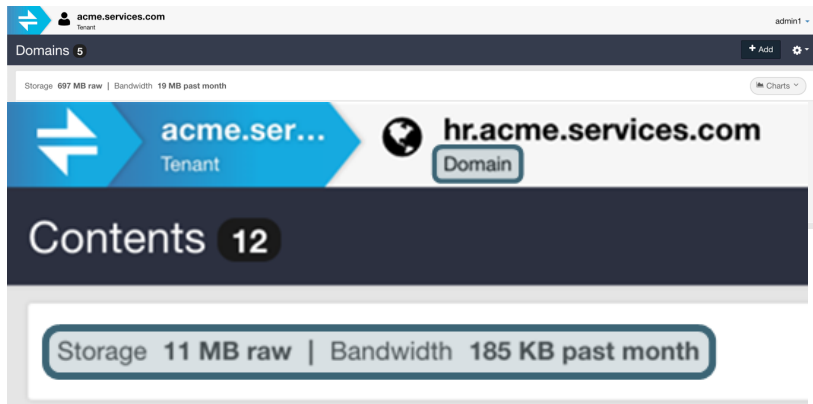 acme.services.com
Tenant
admin1
Domains 5
+ Add
Storage 697 MB raw | Bandwidth 19 MB past month
Charts
acme.ser...
Tenant
hr.acme.services.com
Domain
Contents 12
Storage 11 MB raw | Bandwidth 185 KB past month